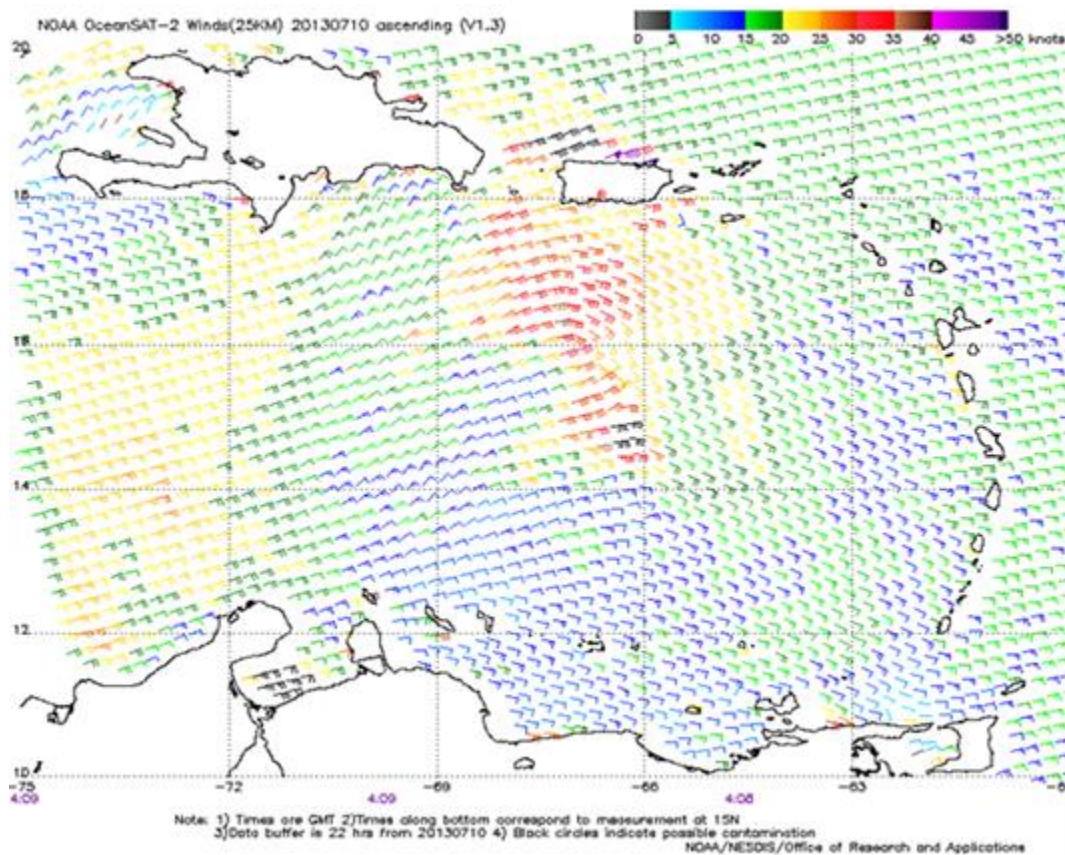 NOAA OceanSAT-2 Winds(25KM) 20130710 ascending (V1.3)
0 5 10 15 20 25 30 35 40 45 >50 knots
20
18
16
14
12
10
-75 -72 -69 -66 -63
4:09 4:09 4:08
Note: 1) Times are GMT 2)Times along bottom correspond to measurement at 15N
3)Data buffer is 22 hrs from 20130710 4) Black circles indicate possible contamination
NOAA/NESDIS/Office of Research and Applications